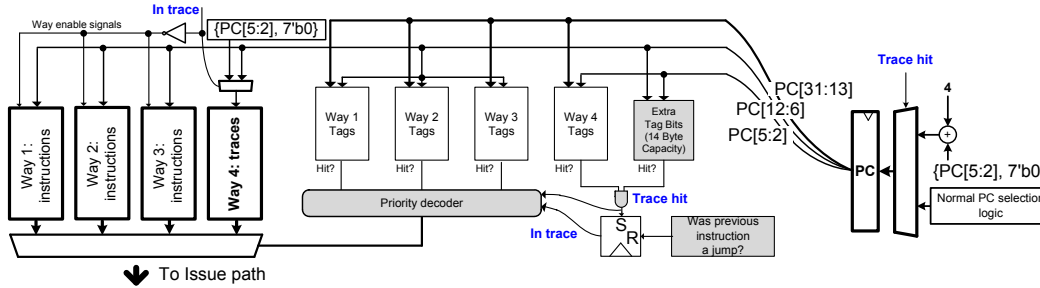 In trace
Way enable signals
{PC[5:2], 7'b0}
Way 1:
instructions
Way 2:
instructions
Way 3:
instructions
Way 4: traces
Way 1
Tags
Way 2
Tags
Way 3
Tags
Way 4
Tags
Extra
Tag Bits
(14 Byte
Capacity)
Hit?
Hit?
Hit?
Hit?
Hit?
Priority decoder
Trace hit
In trace
S
R
Was previous
instruction
a jump?
To Issue path
PC[31:13]
PC[12:6]
PC[5:2]
Trace hit
PC
4
+
{PC[5:2], 7'b0
Normal PC selection
logic